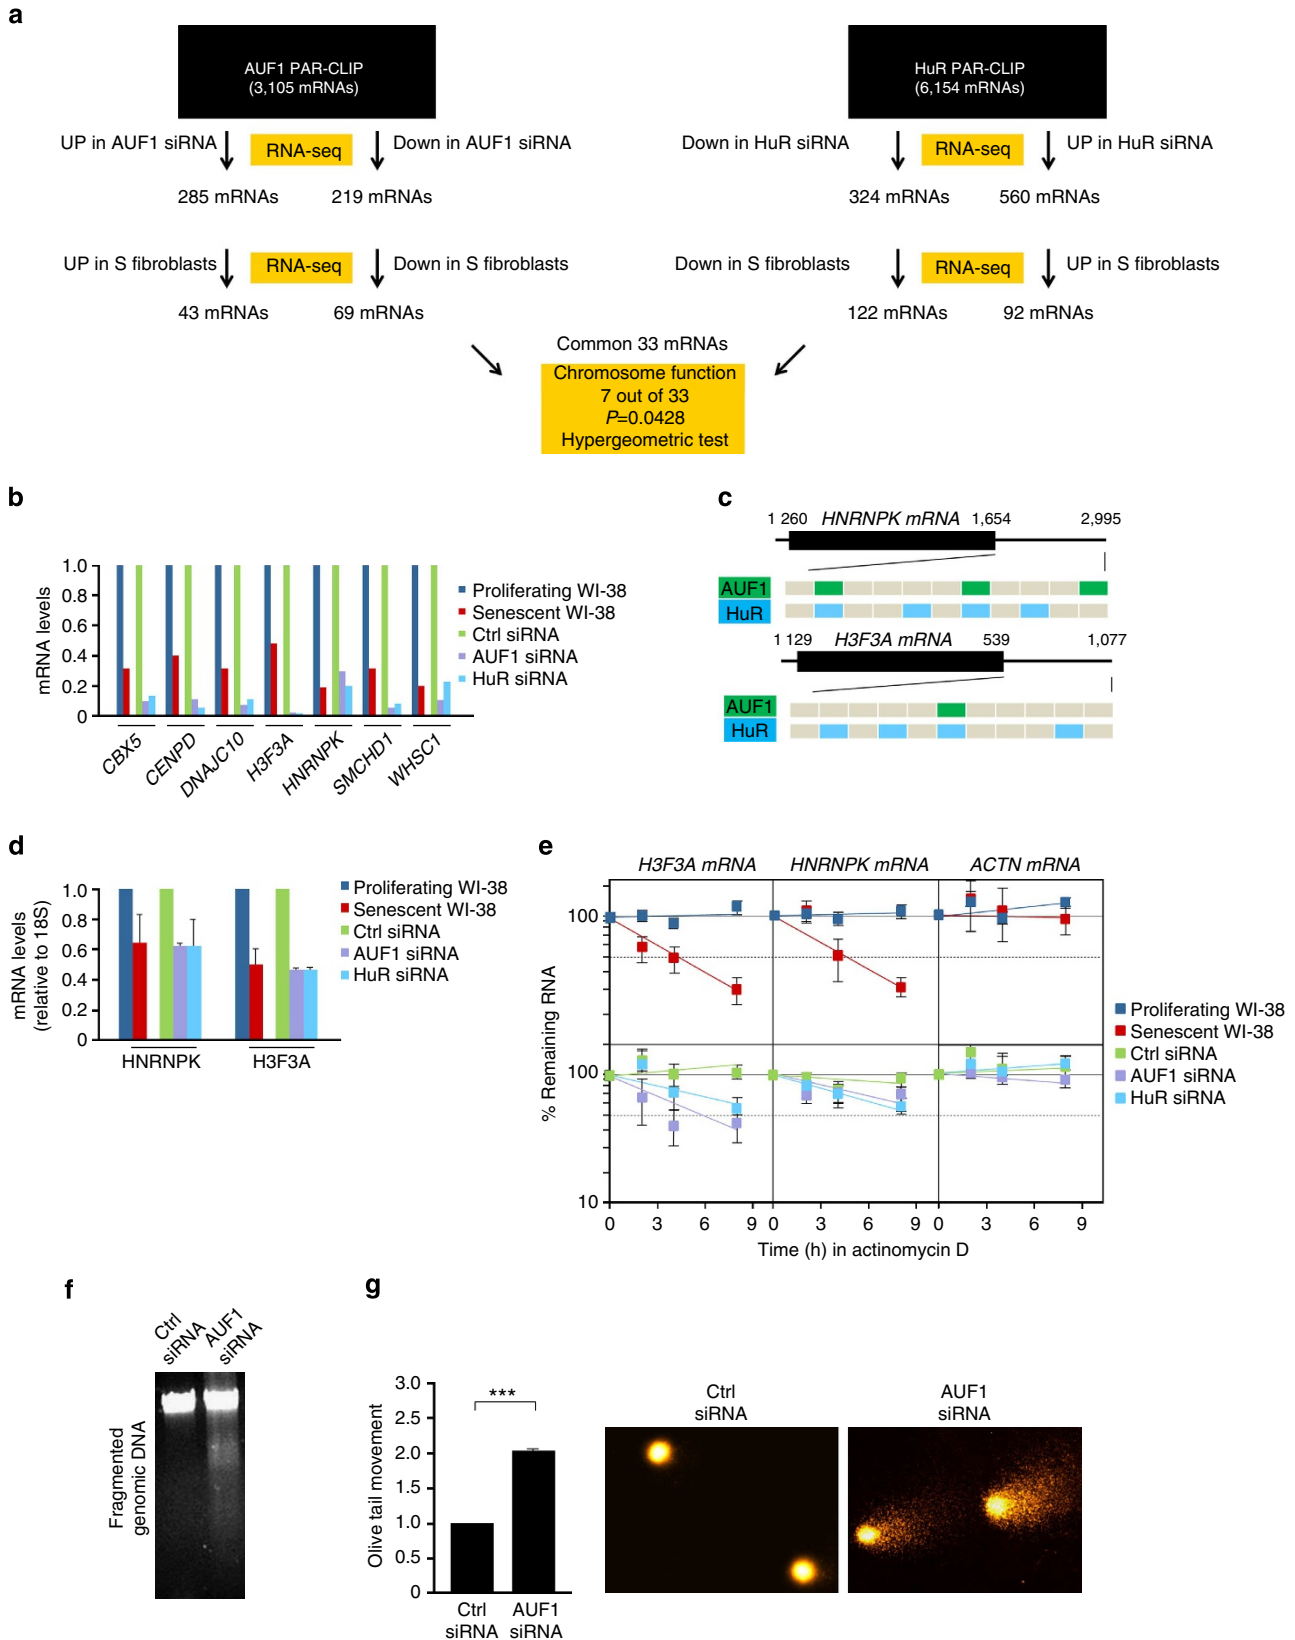 a
AUF1 PAR-CLIP
(3,105 mRNAs)
HuR PAR-CLIP
(6,154 mRNAs)
UP in AUF1 siRNA
RNA-seq
Down in AUF1 siRNA
Down in HuR siRNA
RNA-seq
UP in HuR siRNA
285 mRNAs
219 mRNAs
324 mRNAs
560 mRNAs
UP in S fibroblasts
RNA-seq
Down in S fibroblasts
Down in S fibroblasts
RNA-seq
UP in S fibroblasts
43 mRNAs
69 mRNAs
122 mRNAs
92 mRNAs
Common 33 mRNAs
Chromosome function
7 out of 33
P=0.0428
Hypergeometric test
b
mRNA levels
1.0
0.8
0.6
0.4
0.2
0
CBX5
CENPD
DNAJC10
H3F3A
HNRNPK
SMCHD1
WHSC1
Proliferating WI-38
Senescent WI-38
Ctrl siRNA
AUF1 siRNA
HuR siRNA
c
1 260 HNRNPK mRNA 1,654 2,995
AUF1
HuR
1 129 H3F3A mRNA 539 1,077
AUF1
HuR
d
mRNA levels
(relative to 18S)
1.0
0.8
0.6
0.4
0.2
0
HNRNPK
H3F3A
Proliferating WI-38
Senescent WI-38
Ctrl siRNA
AUF1 siRNA
HuR siRNA
e
H3F3A mRNA
HNRNPK mRNA
ACTN mRNA
% Remaining RNA
100
100
10
0 3 6 9 0 3 6 9 0 3 6 9
Time (h) in actinomycin D
Proliferating WI-38
Senescent WI-38
Ctrl siRNA
AUF1 siRNA
HuR siRNA
f
Ctrl
siRNA
AUF1
siRNA
Fragmented
genomic DNA
g
Olive tail movement
3.0
2.5
2.0
1.5
1.0
0.5
0
***
Ctrl
siRNA
AUF1
siRNA
Ctrl
siRNA
AUF1
siRNA